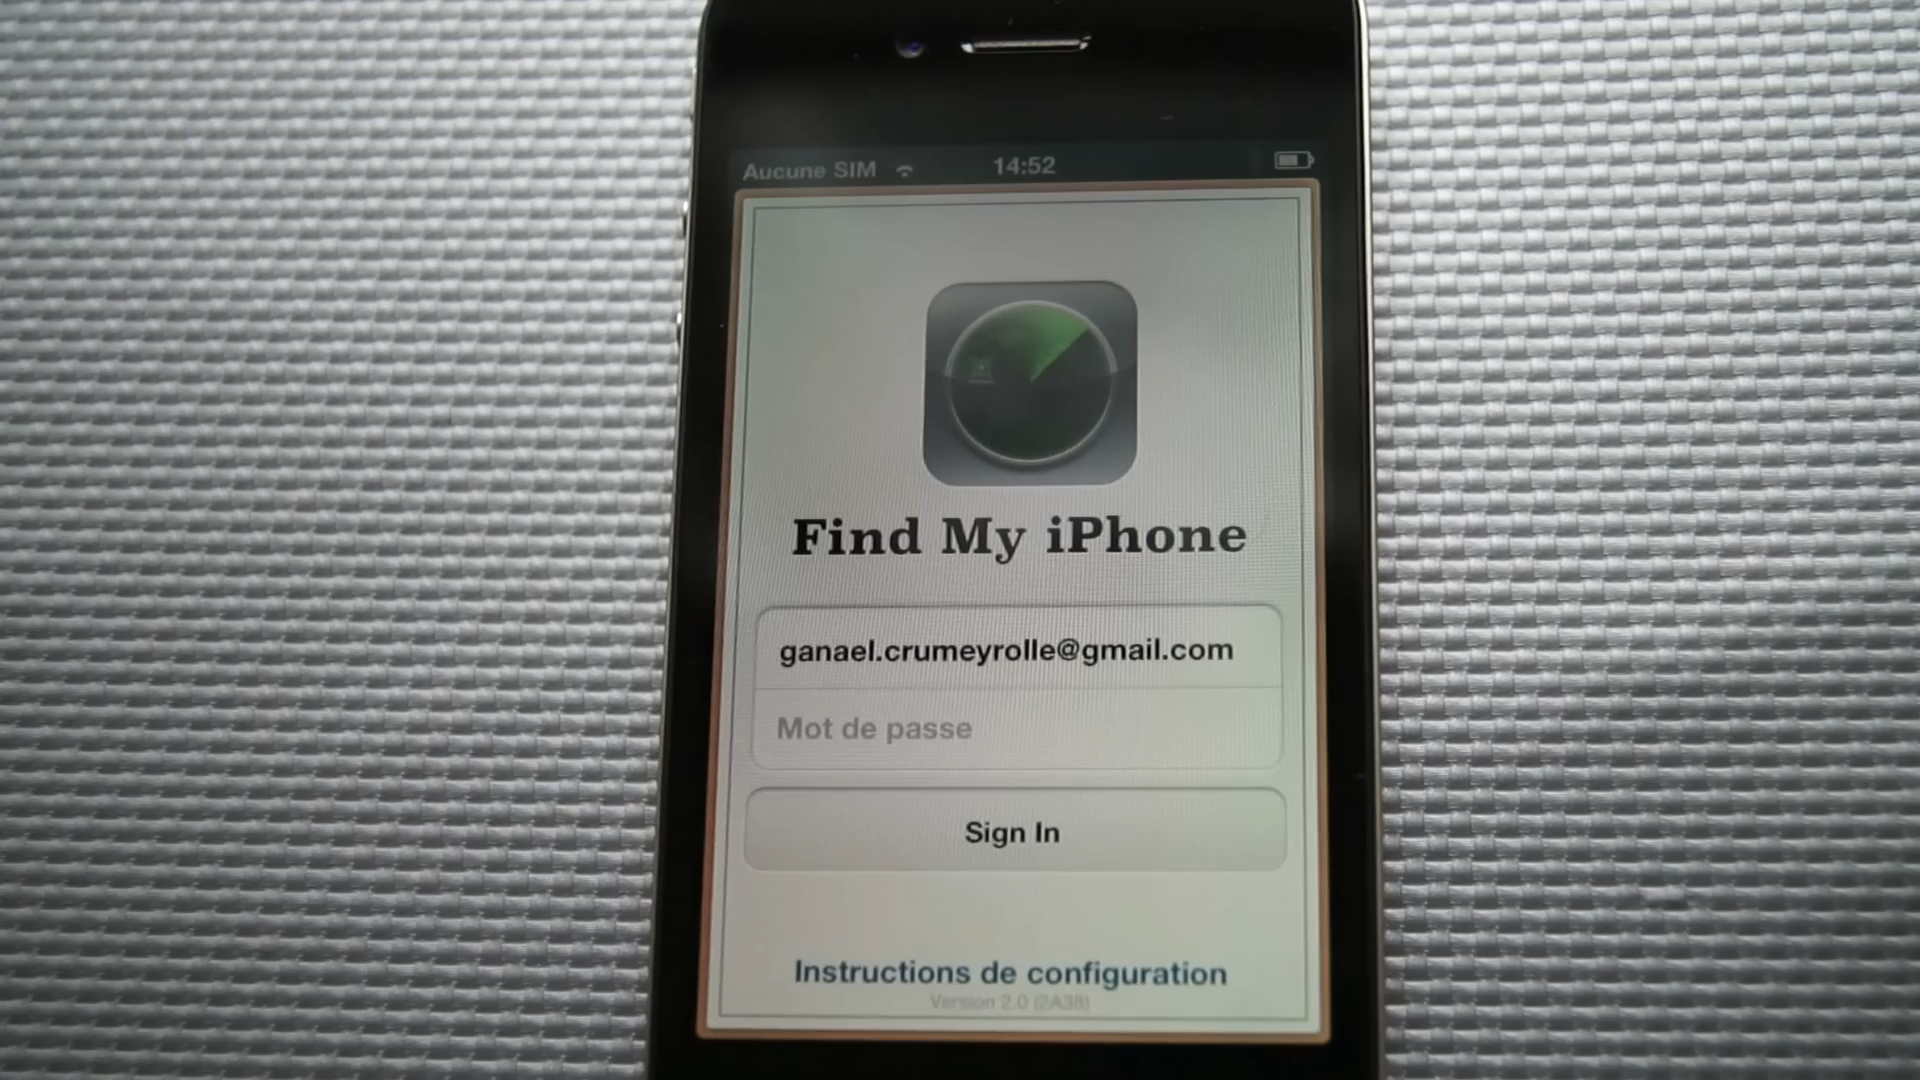 Aucune SIM 14:52
Find My iPhone
ganael.crumeyrolle@gmail.com
Mot de passe
Sign In
Instructions de configuration
Version 2.0 (2A38)